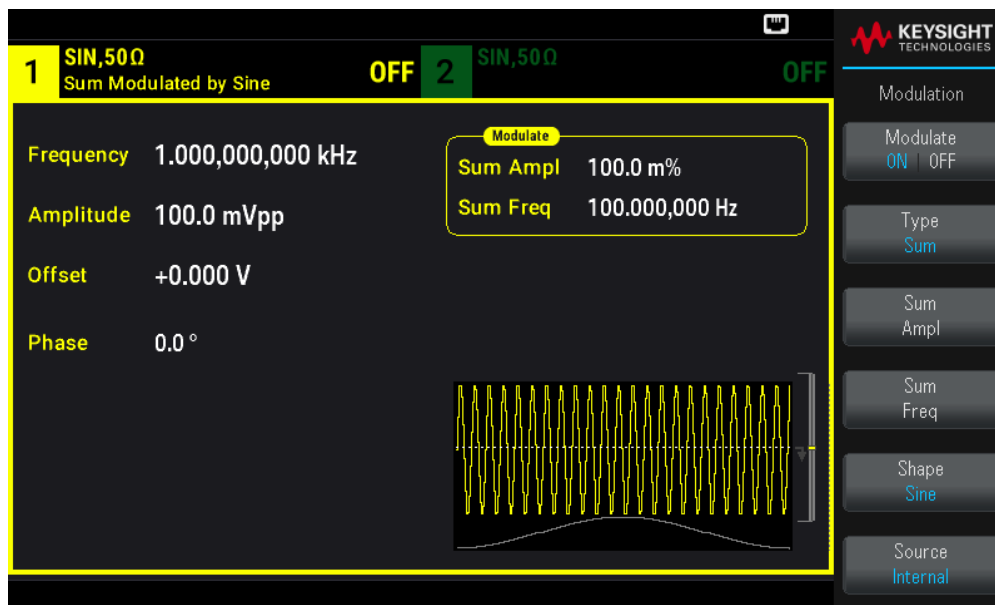 KEYSIGHT
TECHNOLOGIES
1
SIN,50Ω
Sum Modulated by Sine
OFF
2
SIN,50Ω
OFF
Frequency 1.000,000,000 kHz
Amplitude 100.0 mVpp
Offset +0.000 V
Phase 0.0 °
Modulate
Sum Ampl 100.0 m%
Sum Freq 100.000,000 Hz
Modulation
Modulate
ON OFF
Type
Sum
Sum
Ampl
Sum
Freq
Shape
Sine
Source
Internal